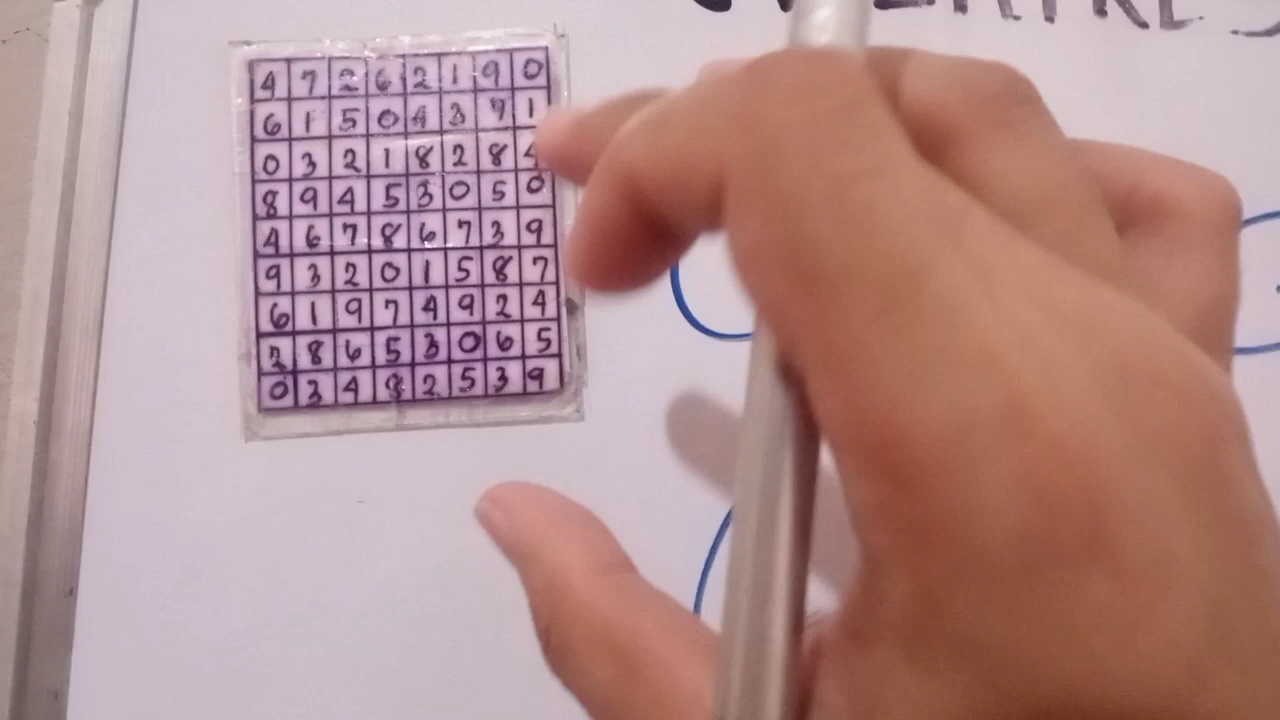 4 7 2 6 2 1 9 0
6 1 5 0 4 3 7 1
0 3 2 1 8 2 8 4
8 9 4 5 3 0 5 0
4 6 7 8 6 7 3 9
9 3 2 0 1 5 8 7
6 1 9 7 4 9 2 4
2 8 6 5 3 0 6 5
0 3 4 8 2 5 3 9